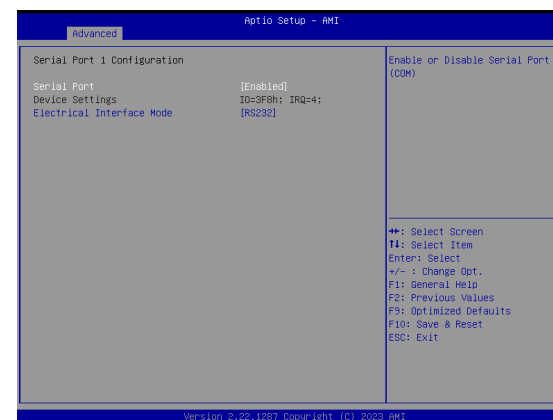 Aptio Setup - AMI
Advanced
Serial Port 1 Configuration
Serial Port [Enabled]
Device Settings IO=3F8h; IRQ=4;
Electrical Interface Mode [RS232]
Enable or Disable Serial Port
(COM)
→←: Select Screen
↑↓: Select Item
Enter: Select
+/- : Change Opt.
F1: General Help
F2: Previous Values
F9: Optimized Defaults
F10: Save & Reset
ESC: Exit
Version 2.22.1287 Copyright (C) 2023 AMI